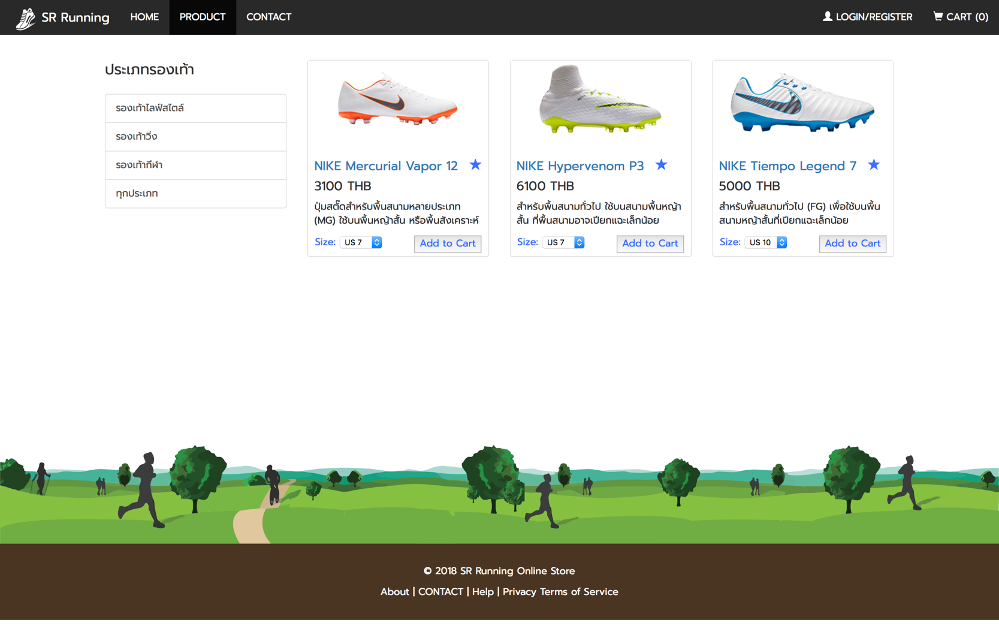 SR Running
HOME
PRODUCT
CONTACT
LOGIN/REGISTER
CART (0)
ประเภทรองเท้า
รองเท้าไลฟ์สไตล์
รองเท้าวิ่ง
รองเท้ากีฬา
ทุกประเภท
NIKE Mercurial Vapor 12
3100 THB
ปุ่มสตั๊ดสำหรับพื้นสนามหลายประเภท
(MG) ใช้บนพื้นหญ้าสั้น หรือพื้นสังเคราะห์
Size: US 7 Add to Cart
NIKE Hypervenom P3
6100 THB
สำหรับพื้นสนามทั่วไป ใช้บนสนามพื้นหญ้า
สั้น ที่พื้นสนามอาจเปียกแฉะเล็กน้อย
Size: US 7 Add to Cart
NIKE Tiempo Legend 7
5000 THB
สำหรับพื้นสนามทั่วไป (FG) เพื่อใช้บนพื้น
สนามหญ้าสั้นที่เปียกแฉะเล็กน้อย
Size: US 10 Add to Cart
© 2018 SR Running Online Store
About | CONTACT | Help | Privacy Terms of Service